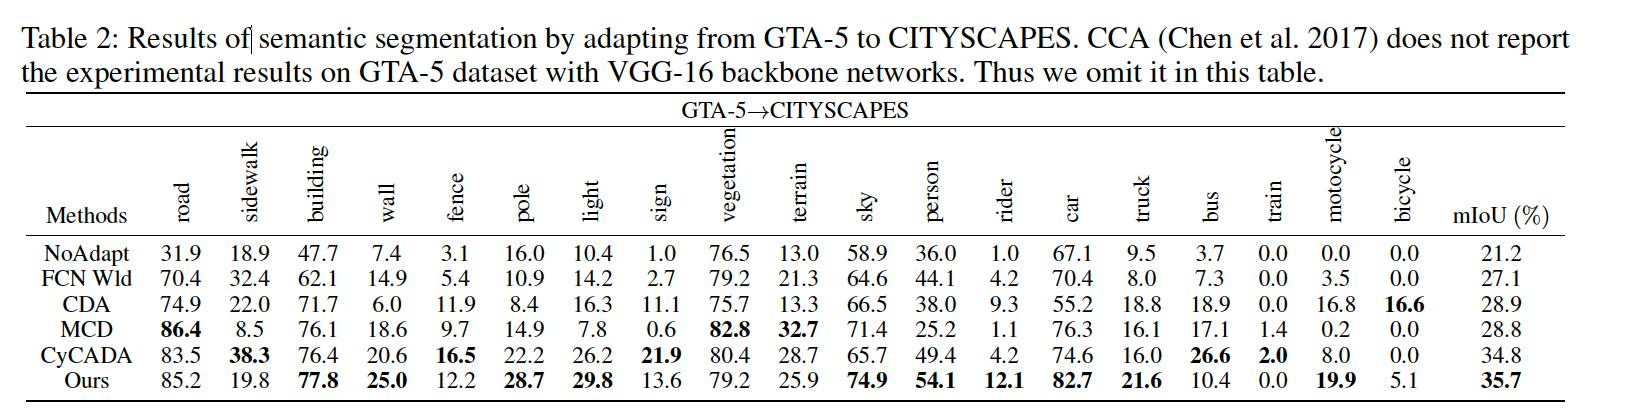 Table 2: Results of semantic segmentation by adapting from GTA-5 to CITYSCAPES. CCA (Chen et al. 2017) does not report
the experimental results on GTA-5 dataset with VGG-16 backbone networks. Thus we omit it in this table.
GTA-5→CITYSCAPES
Methods road sidewalk building wall fence pole light sign vegetation terrain sky person rider car truck bus train motocycle bicycle mIoU (%)
NoAdapt 31.9 18.9 47.7 7.4 3.1 16.0 10.4 1.0 76.5 13.0 58.9 36.0 1.0 67.1 9.5 3.7 0.0 0.0 0.0 21.2
FCN Wld 70.4 32.4 62.1 14.9 5.4 10.9 14.2 2.7 79.2 21.3 64.6 44.1 4.2 70.4 8.0 7.3 0.0 3.5 0.0 27.1
CDA 74.9 22.0 71.7 6.0 11.9 8.4 16.3 11.1 75.7 13.3 66.5 38.0 9.3 55.2 18.8 18.9 0.0 16.8 16.6 28.9
MCD 86.4 8.5 76.1 18.6 9.7 14.9 7.8 0.6 82.8 32.7 71.4 25.2 1.1 76.3 16.1 17.1 1.4 0.2 0.0 28.8
CyCADA 83.5 38.3 76.4 20.6 16.5 22.2 26.2 21.9 80.4 28.7 65.7 49.4 4.2 74.6 16.0 26.6 2.0 8.0 0.0 34.8
Ours 85.2 19.8 77.8 25.0 12.2 28.7 29.8 13.6 79.2 25.9 74.9 54.1 12.1 82.7 21.6 10.4 0.0 19.9 5.1 35.7